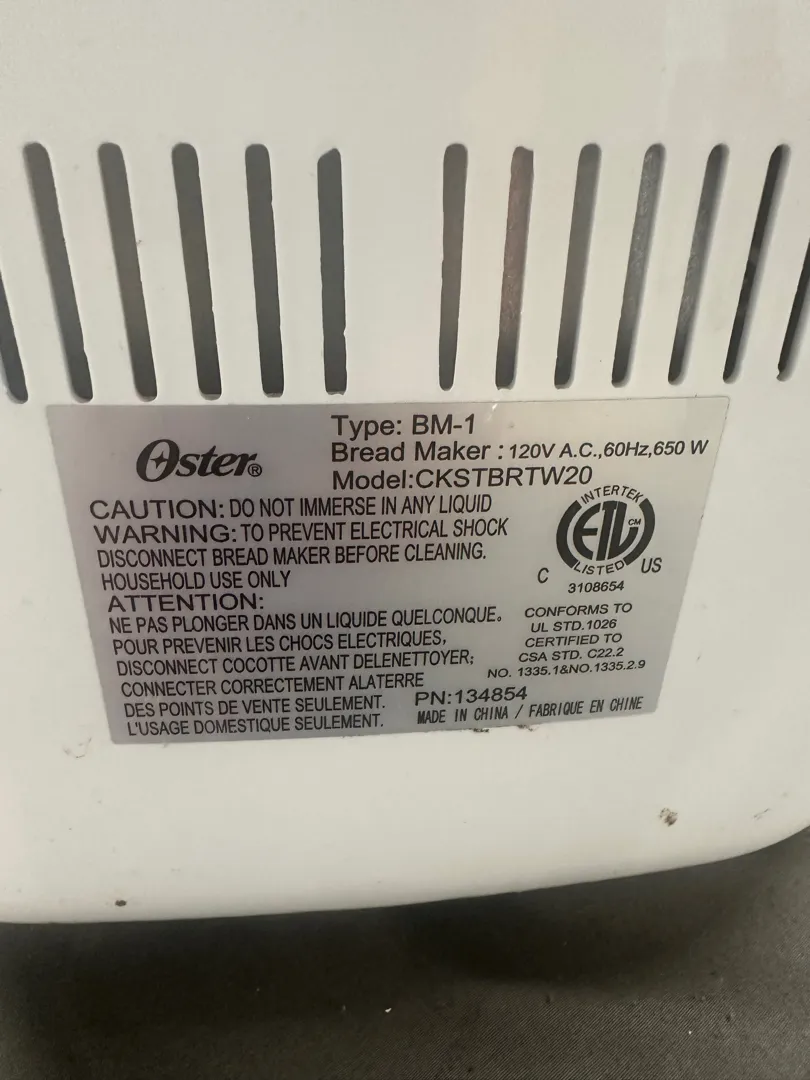 Oster®
Type: BM-1
Bread Maker : 120V A.C.,60Hz,650 W
Model:CKSTBRTW20
CAUTION: DO NOT IMMERSE IN ANY LIQUID
WARNING: TO PREVENT ELECTRICAL SHOCK
DISCONNECT BREAD MAKER BEFORE CLEANING.
HOUSEHOLD USE ONLY
ATTENTION:
NE PAS PLONGER DANS UN LIQUIDE QUELCONQUE。
POUR PREVENIR LES CHOCS ELECTRIQUES,
DISCONNECT COCOTTE AVANT DELENETTOYER;
CONNECTER CORRECTEMENT ALATERRE
DES POINTS DE VENTE SEULEMENT.
L'USAGE DOMESTIQUE SEULEMENT.
INTERTEK
ETL CM
LISTED
C US
3108654
CONFORMS TO
UL STD.1026
CERTIFIED TO
CSA STD. C22.2
NO. 1335.1&NO.1335.2.9
PN:134854
MADE IN CHINA / FABRIQUE EN CHINE